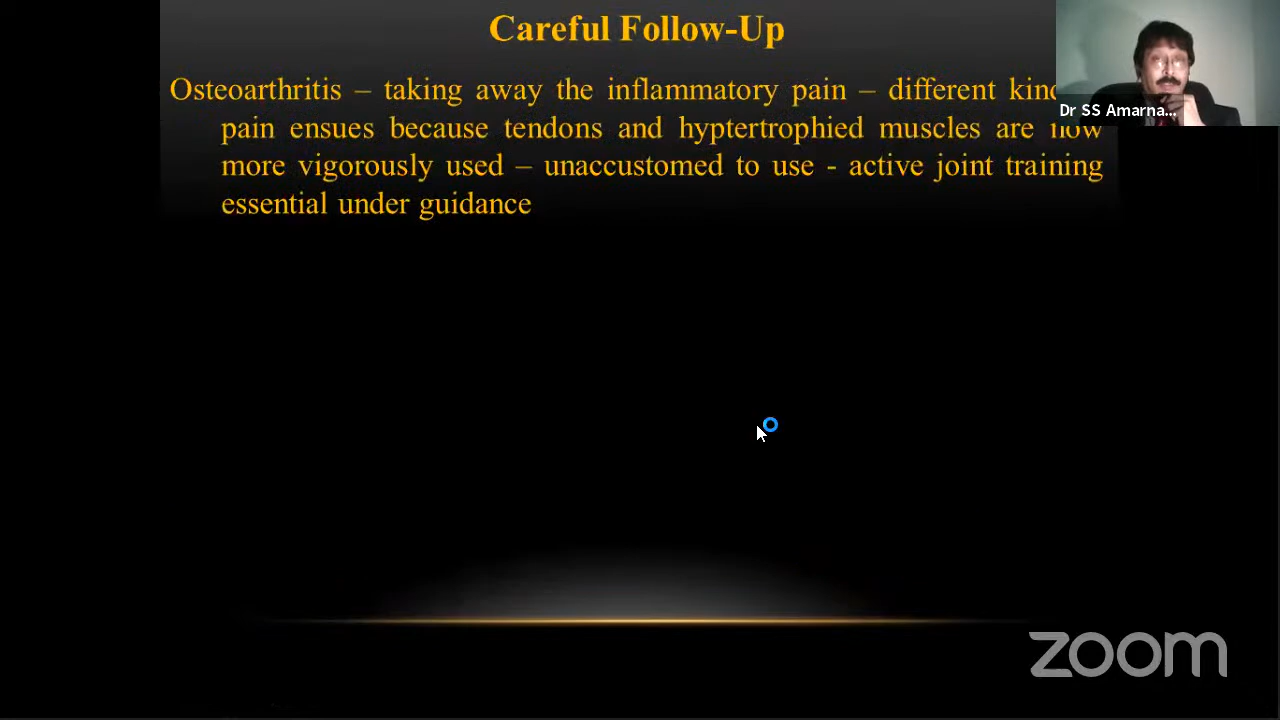 Careful Follow-Up
Osteoarthritis – taking away the inflammatory pain – different
pain ensues because tendons and hyptertrophied muscles are now
more vigorously used – unaccustomed to use - active joint training
essential under guidance
Dr SS Amarna...
zoom